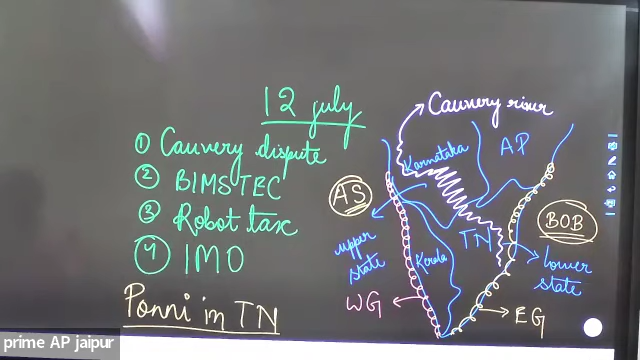 12 july
① Cauvery dispute
② BIMSTEC
③ Robot tax
④ IMO
Ponni in TN
Cauvery river
Karnataka
AP
AS
BOB
TN
upper
state
Kerala
lower
state
WG
EG
prime AP jaipur